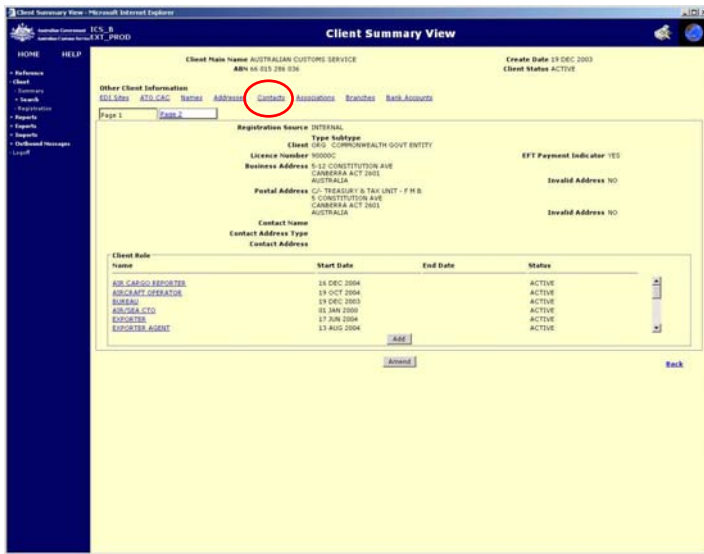 Client Summary View - Microsoft Internet Explorer
Australian Government
Australian Customs Service
ICS_B
EXT_PROD
Client Summary View
HOME HELP
Reference
Client
Summary
Search
Registration
Reports
Exports
Imports
Outbound Messages
Logoff
Client Main Name AUSTRALIAN CUSTOMS SERVICE Create Date 19 DEC 2003
ABN 66 015 286 036 Client Status ACTIVE
Other Client Information
EDI Sites ATO CAC Names Addresses Contacts Associations Branches Bank Accounts
Page 1 Page 2
Registration Source INTERNAL
Type Subtype
Client ORG COMMONWEALTH GOVT ENTITY
Licence Number 90000C EFT Payment Indicator YES
Business Address 5-12 CONSTITUTION AVE
CANBERRA ACT 2601
AUSTRALIA Invalid Address NO
Postal Address C/- TREASURY & TAX UNIT - F M B
5 CONSTITUTION AVE
CANBERRA ACT 2601
AUSTRALIA Invalid Address NO
Contact Name
Contact Address Type
Contact Address
Client Role
Name Start Date End Date Status
AIR CARGO REPORTER 16 DEC 2004 ACTIVE
AIRCRAFT OPERATOR 19 OCT 2004 ACTIVE
BUREAU 19 DEC 2003 ACTIVE
AIR/SEA CTO 01 JAN 2000 ACTIVE
EXPORTER 17 JUN 2004 ACTIVE
EXPORTER AGENT 13 AUG 2004 ACTIVE
Add
Amend
Back